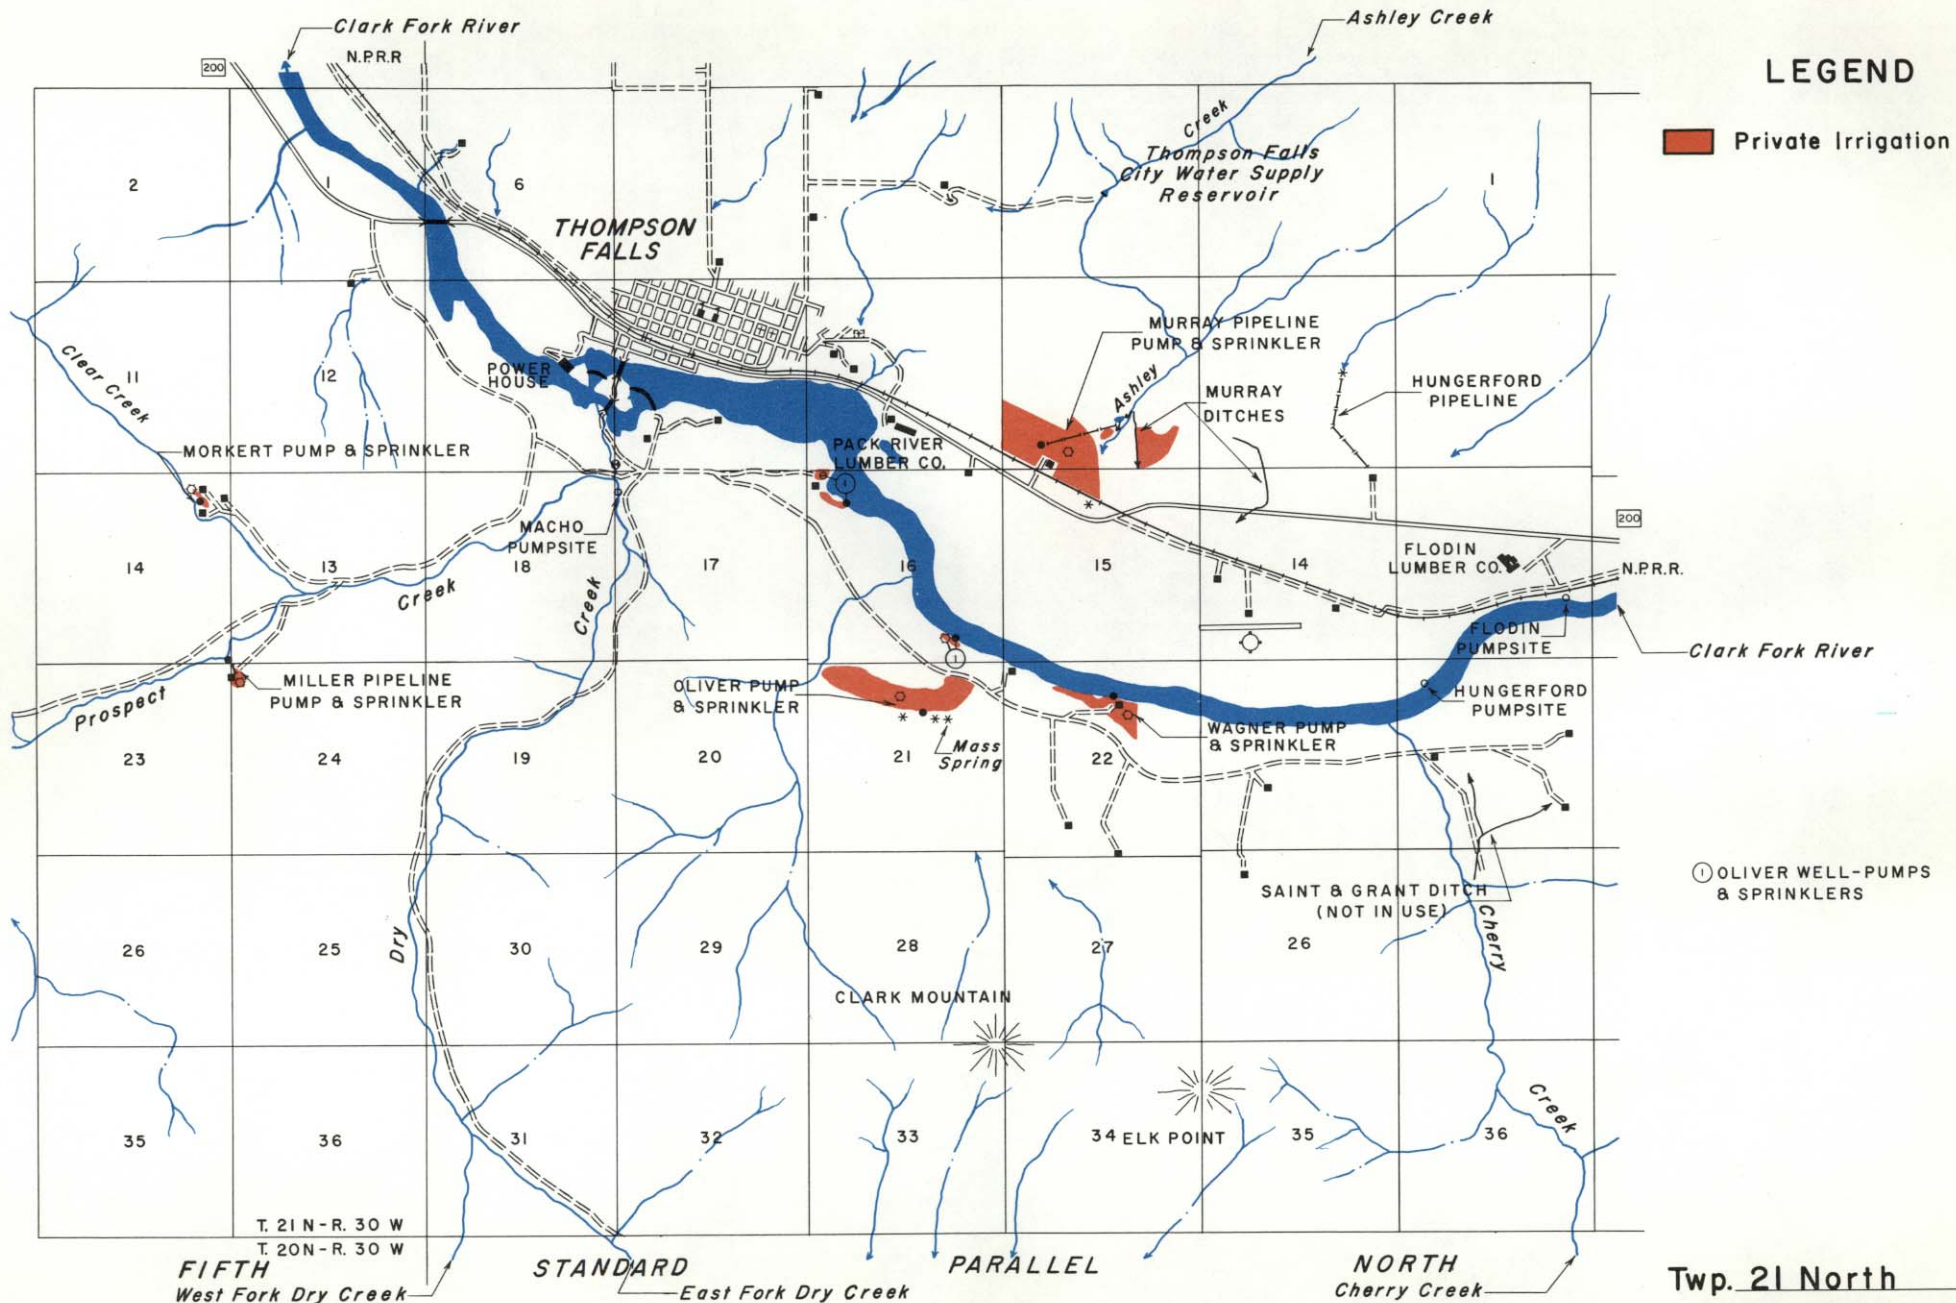 Clark Fork River
N.P.R.R
200
Ashley Creek
LEGEND
Private Irrigation
Creek
Thompson Falls
City Water Supply
Reservoir
2
1
6
1
THOMPSON
FALLS
MURRAY PIPELINE
PUMP & SPRINKLER
POWER
HOUSE
11
12
Clear Creek
Ashley
MURRAY
DITCHES
HUNGERFORD
PIPELINE
MORKERT PUMP & SPRINKLER
PACK RIVER
LUMBER CO.
1
MACHO
PUMPSITE
200
14
13
18
17
16
15
14
FLODIN
LUMBER CO.
N.P.R.R.
Creek
Creek
FLODIN
PUMPSITE
Clark Fork River
1
Prospect
MILLER PIPELINE
PUMP & SPRINKLER
OLIVER PUMP
& SPRINKLER
HUNGERFORD
PUMPSITE
WAGNER PUMP
& SPRINKLER
Mass
Spring
23
24
19
20
21
22
1 OLIVER WELL-PUMPS
& SPRINKLERS
SAINT & GRANT DITCH
(NOT IN USE)
Cherry
Dry
26
25
30
29
28
27
26
CLARK MOUNTAIN
Creek
35
36
31
32
33
34
ELK POINT
35
36
T. 21 N-R. 30 W
T. 20N-R. 30 W
FIFTH STANDARD PARALLEL NORTH
West Fork Dry Creek
East Fork Dry Creek
Cherry Creek
Twp. 21 North